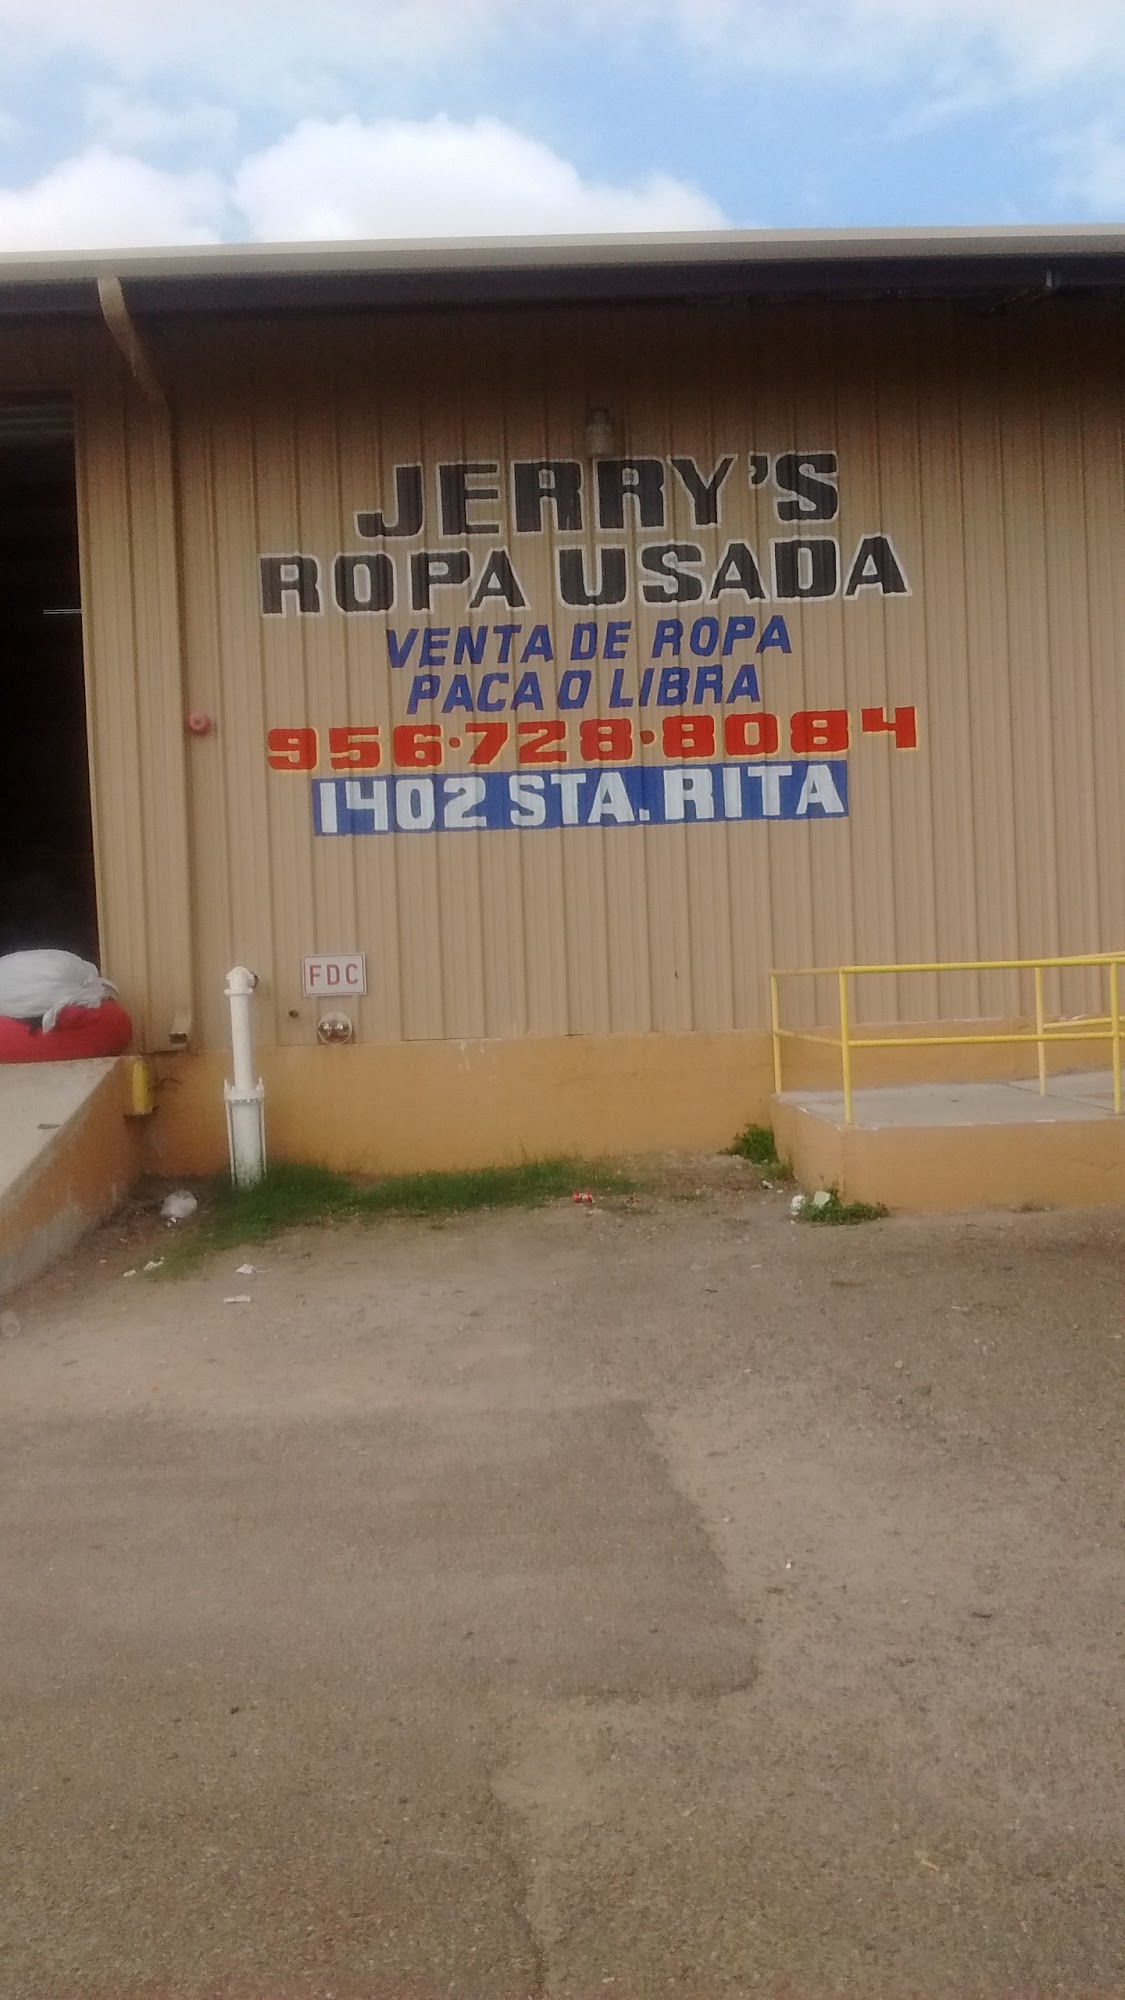 JERRY'S
ROPA USADA
VENTA DE ROPA
PACA O LIBRA
956·728·8084
1402 STA. RITA
FDC